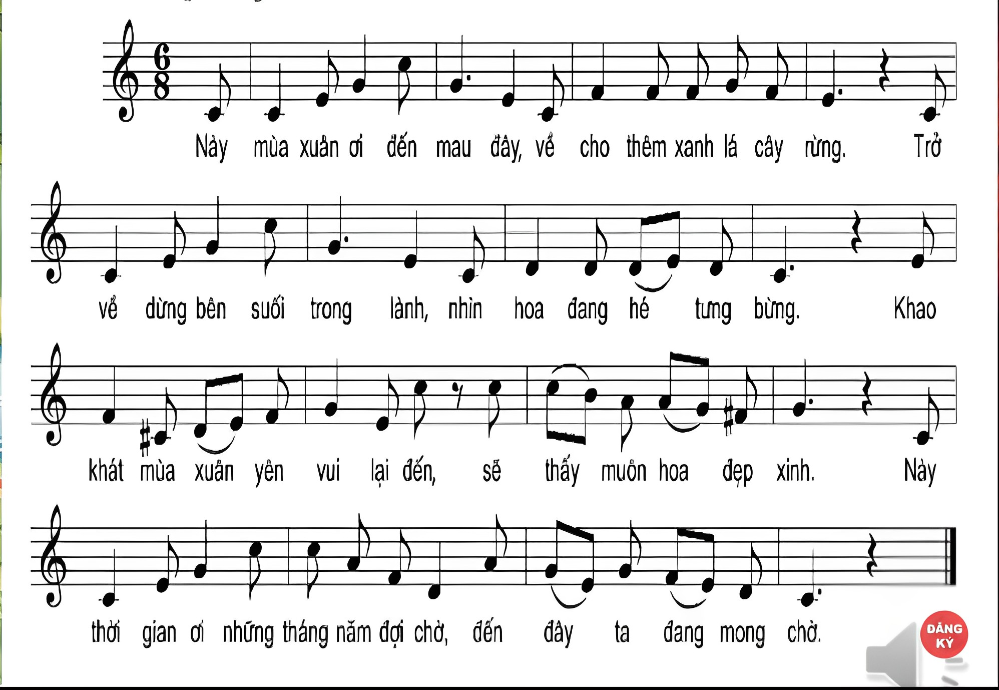 6
8
Này mùa xuân ơi đến mau đây, về cho thêm xanh lá cây rừng. Trở
về dừng bên suối trong lành, nhìn hoa đang hé tưng bừng. Khao
khát mùa xuân yên vui lại đến, sẽ thấy muôn hoa đẹp xinh. Này
thời gian ơi những tháng năm đợi chờ, đến đây ta đang mong chờ.
ĐĂNG
KÝ